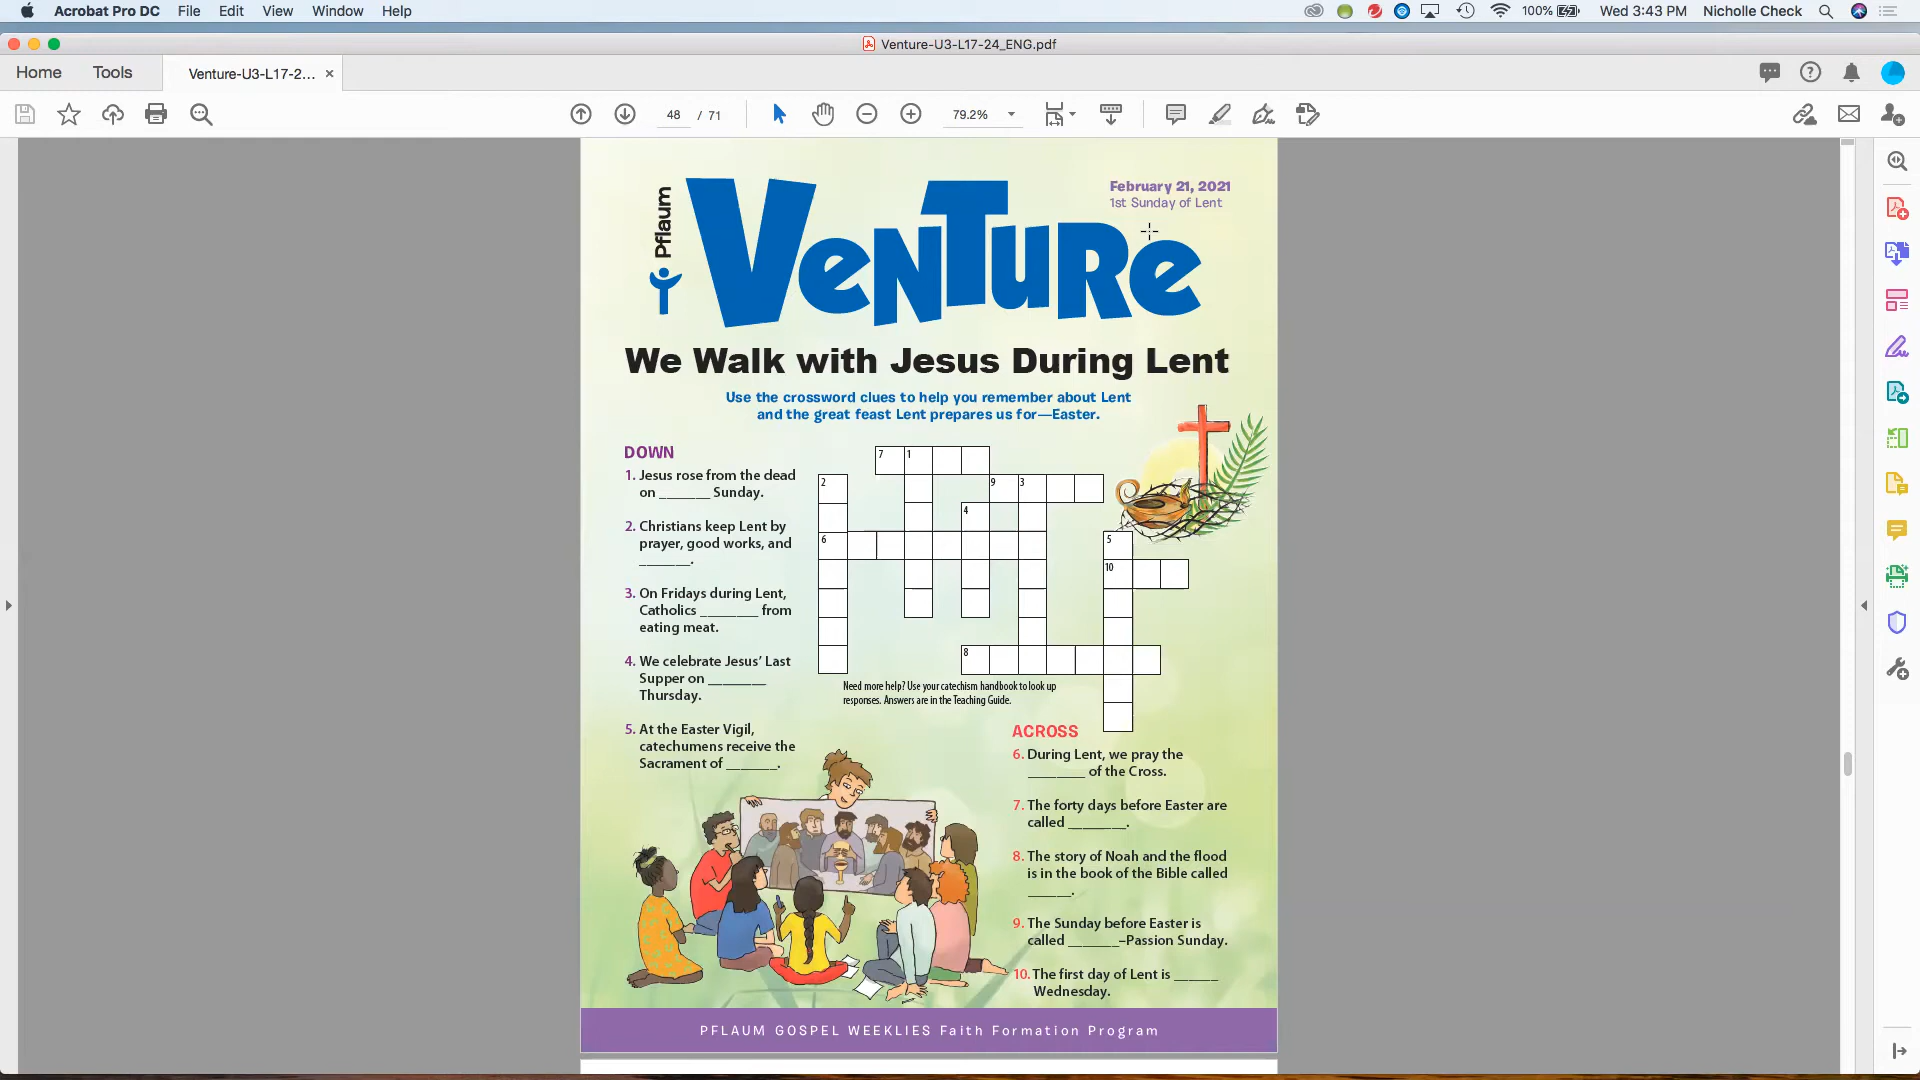 Acrobat Pro DC File Edit View Window Help 100% Wed 3:43 PM Nicholle Check
Venture-U3-L17-24_ENG.pdf
Home Tools Venture-U3-L17-2... ×
48 / 71 79.2%
Pflaum
VeNTuRe
February 21, 2021
1st Sunday of Lent
We Walk with Jesus During Lent
Use the crossword clues to help you remember about Lent
and the great feast Lent prepares us for—Easter.
DOWN
1. Jesus rose from the dead
on _______ Sunday.
2. Christians keep Lent by
prayer, good works, and
_______.
3. On Fridays during Lent,
Catholics ________ from
eating meat.
4. We celebrate Jesus’ Last
Supper on ________
Thursday.
5. At the Easter Vigil,
catechumens receive the
Sacrament of _______.
7 1
2 9 3
4
6 5
10
8
Need more help? Use your catechism handbook to look up
responses. Answers are in the Teaching Guide.
ACROSS
6. During Lent, we pray the
________ of the Cross.
7. The forty days before Easter are
called ________.
8. The story of Noah and the flood
is in the book of the Bible called
______.
9. The Sunday before Easter is
called _______–Passion Sunday.
10. The first day of Lent is ______
Wednesday.
PFLAUM GOSPEL WEEKLIES Faith Formation Program